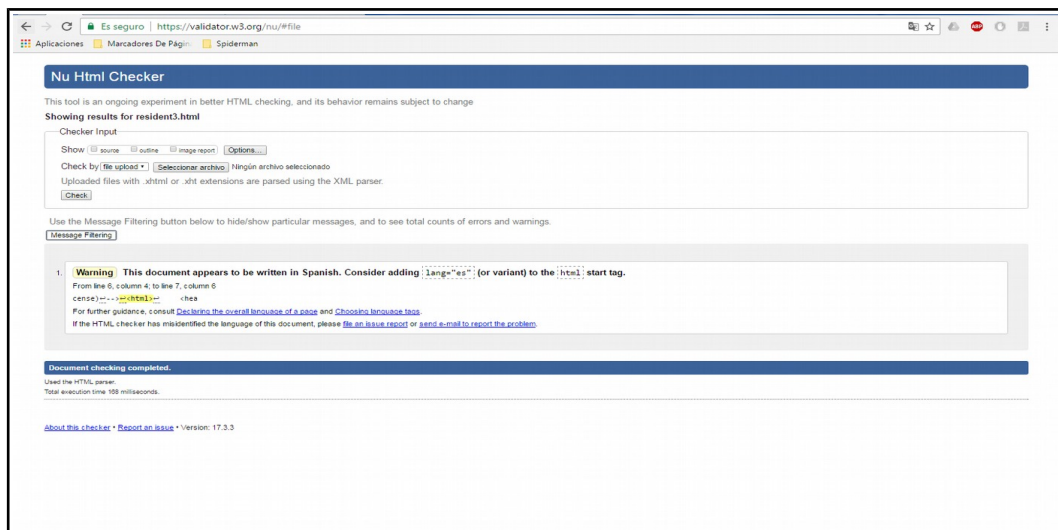 Es seguro | https://validator.w3.org/nu/#file
Aplicaciones Marcadores De Págin Spiderman
Nu Html Checker
This tool is an ongoing experiment in better HTML checking, and its behavior remains subject to change
Showing results for resident3.html
Checker Input
Show source outline image report Options...
Check by file upload Seleccionar archivo Ningún archivo seleccionado
Uploaded files with .xhtml or .xht extensions are parsed using the XML parser.
Check
Use the Message Filtering button below to hide/show particular messages, and to see total counts of errors and warnings.
Message Filtering
1. Warning This document appears to be written in Spanish. Consider adding lang="es" (or variant) to the html start tag.
From line 6, column 4; to line 7, column 6
cense)↩-->↩<html>↩ <hea
For further guidance, consult Declaring the overall language of a page and Choosing language tags.
If the HTML checker has misidentified the language of this document, please file an issue report or send e-mail to report the problem.
Document checking completed.
Used the HTML parser.
Total execution time 168 milliseconds.
About this checker • Report an issue • Version: 17.3.3